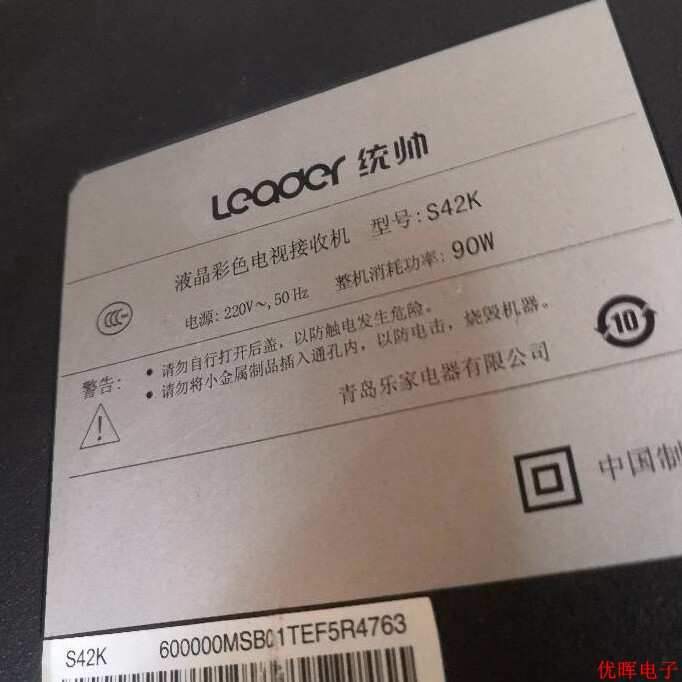 Leader 统帅
液晶彩色电视接收机 型号: S42K
电源: 220V~, 50Hz 整机消耗功率: 90W
CCC
警告:
• 请勿自行打开后盖, 以防触电发生危险。
• 请勿将小金属制品插入通孔内, 以防电击, 烧毁机器。
10
青岛乐家电器有限公司
中国制
S42K 600000MSB01TEF5R4763
优晖电子